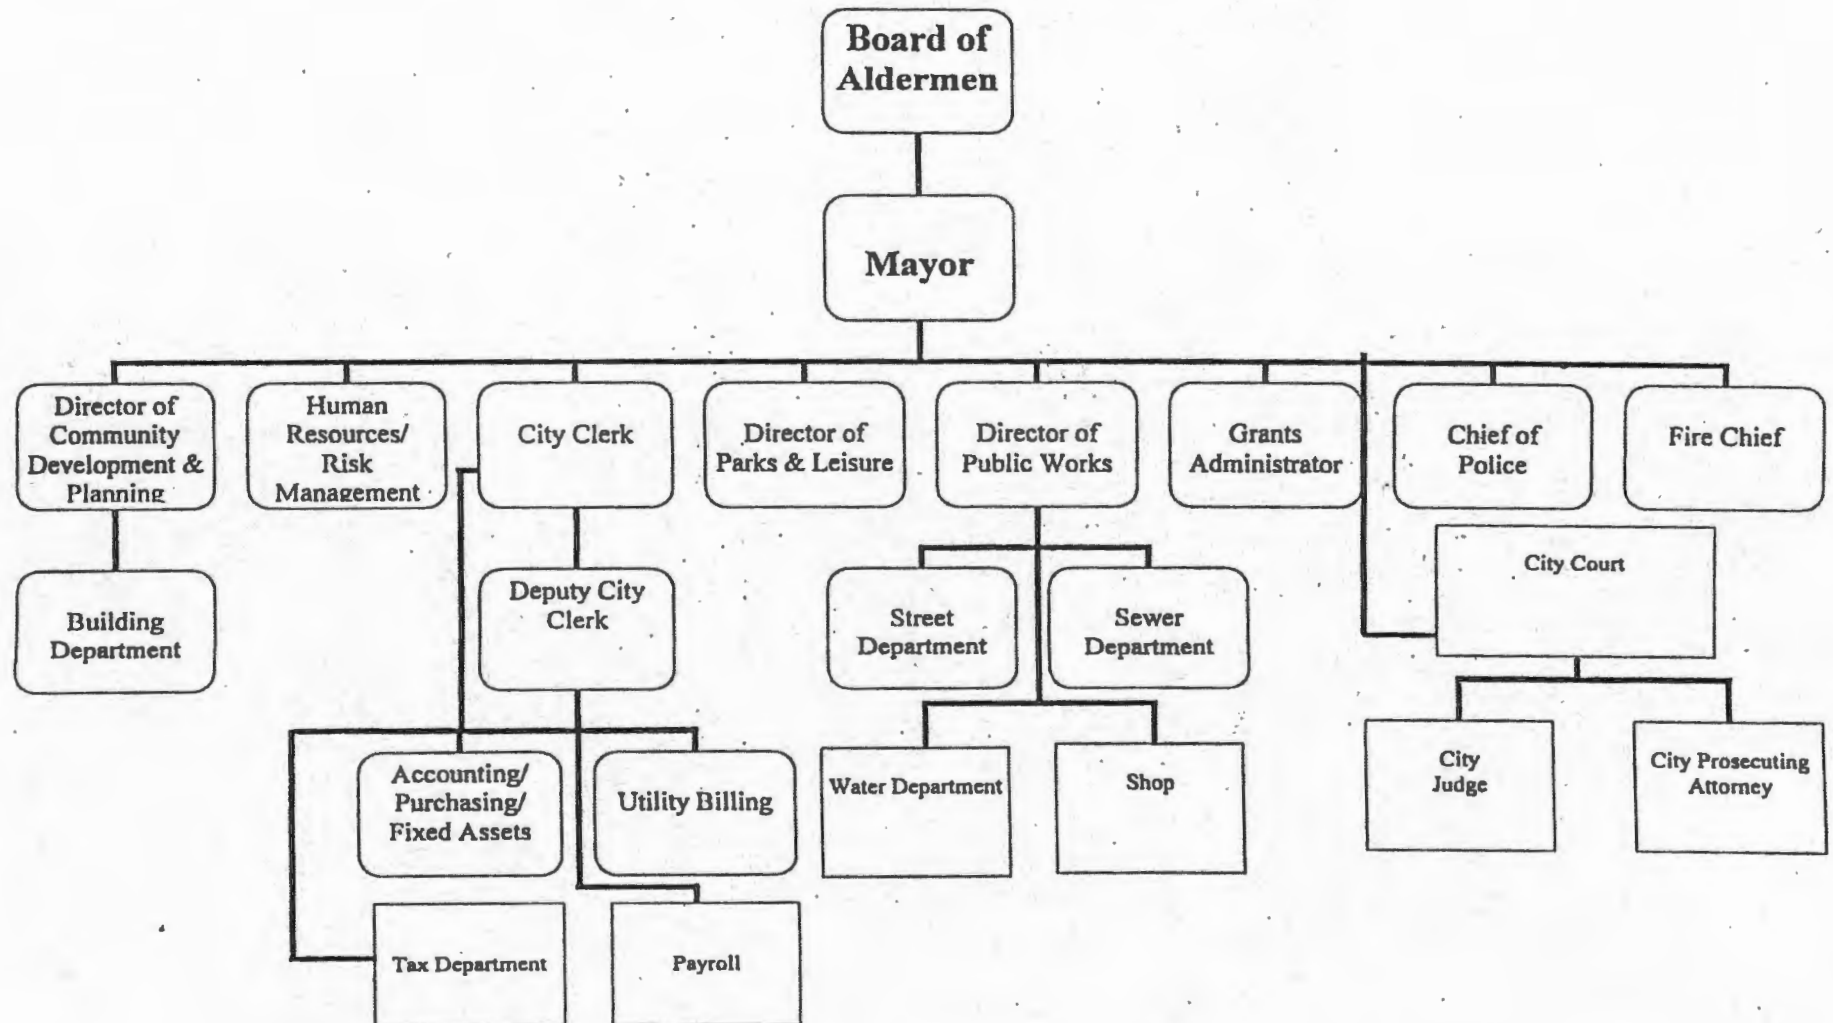 Board of
Aldermen
Mayor
Director of
Community
Development &
Planning
Human
Resources/
Risk
Management
City Clerk
Director of
Parks & Leisure
Director of
Public Works
Grants
Administrator
Chief of
Police
Fire Chief
Building
Department
Deputy City
Clerk
Street
Department
Sewer
Department
City Court
Accounting/
Purchasing/
Fixed Assets
Utility Billing
Water Department
Shop
City
Judge
City Prosecuting
Attorney
Tax Department
Payroll